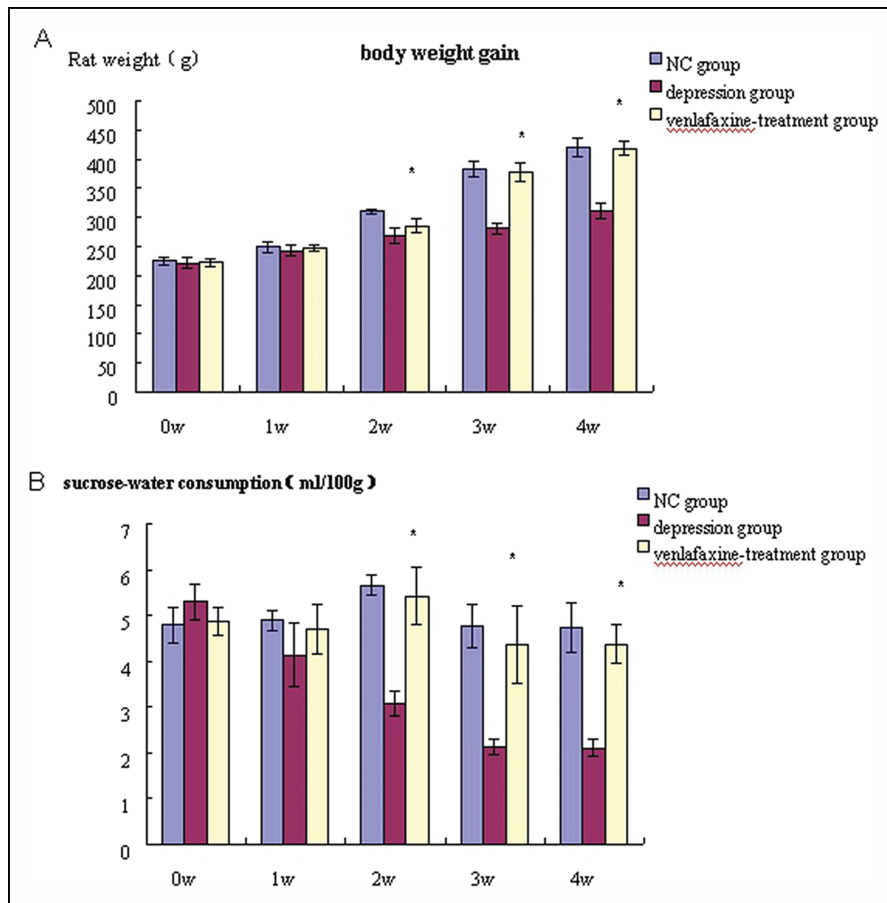 A
Rat weight ( g)
body weight gain
NC group
depression group
venlafaxine-treatment group
500
450
400
350
300
250
200
150
100
50
0
*
*
*
0w 1w 2w 3w 4w
B sucrose-water consumption ( ml/100g )
NC group
depression group
venlafaxine-treatment group
7
6
5
4
3
2
1
0
*
*
*
0w 1w 2w 3w 4w